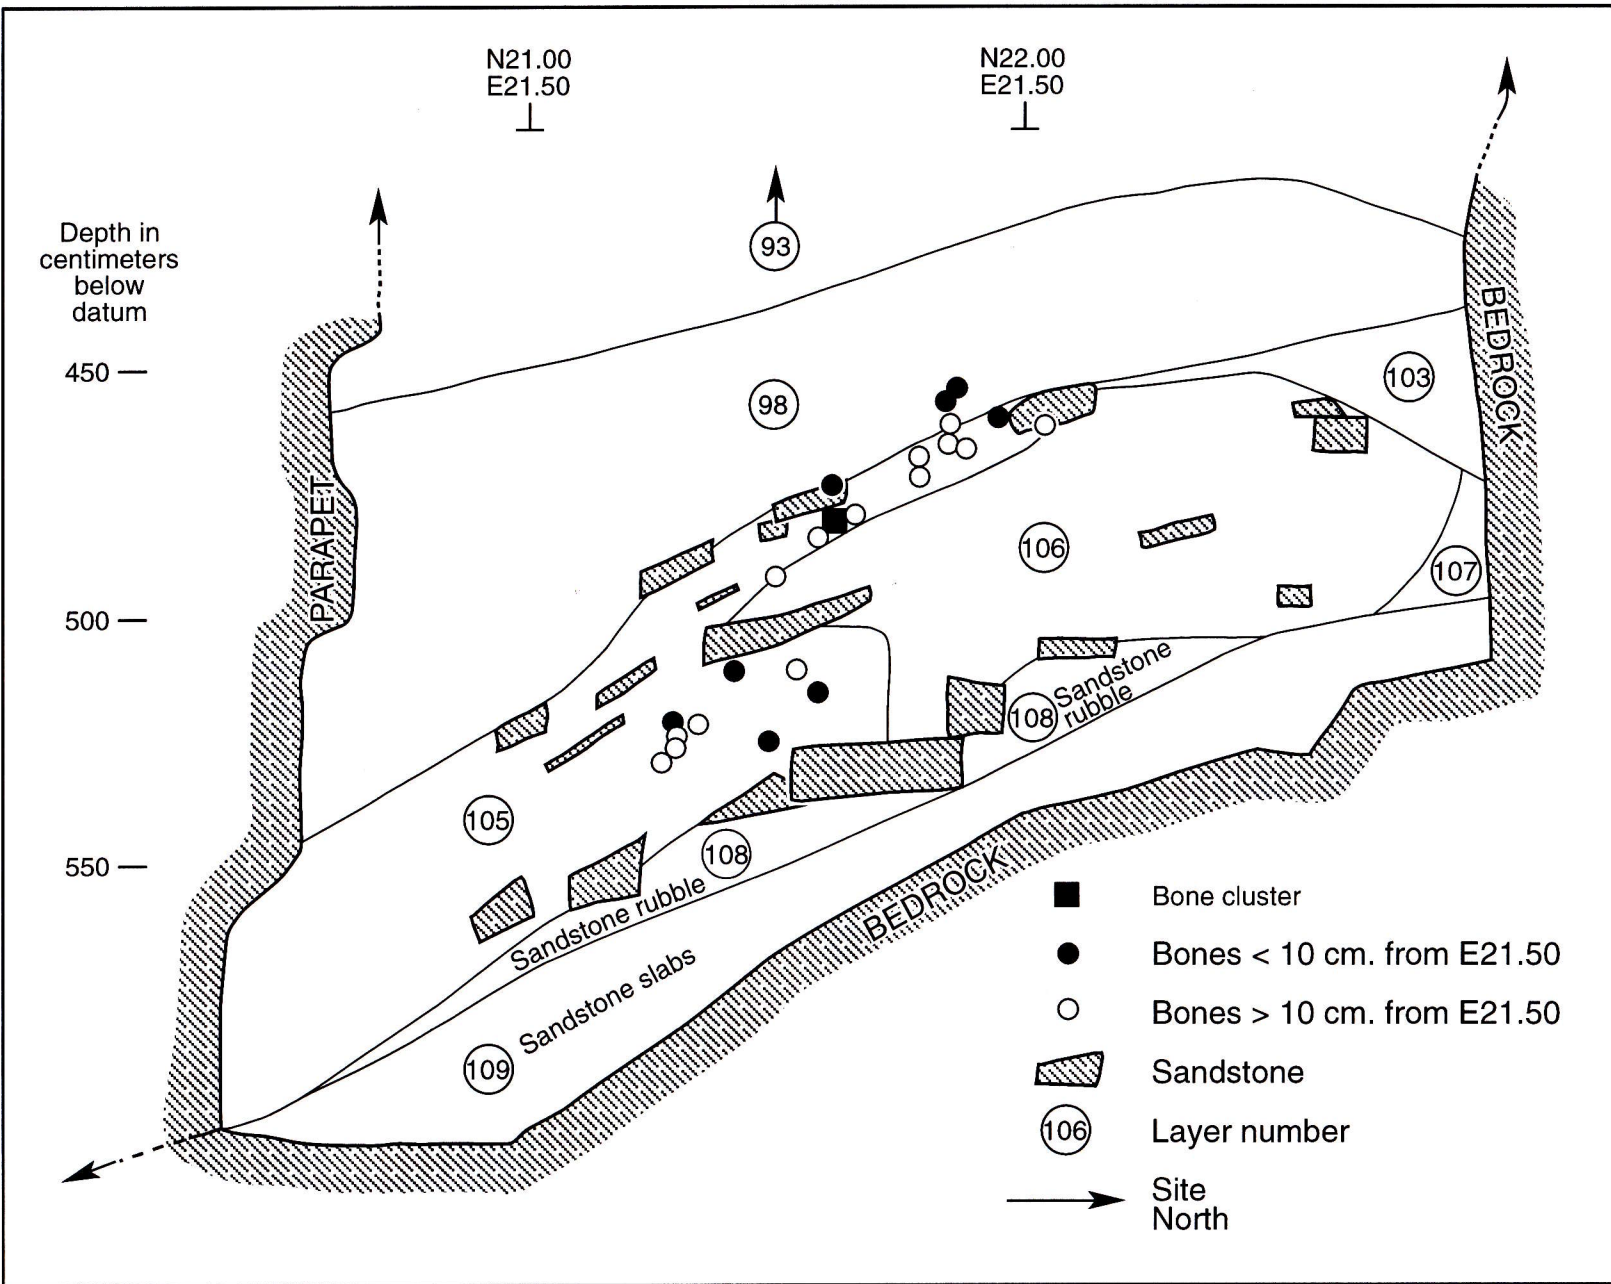 N21.00
E21.50
N22.00
E21.50
Depth in
centimeters
below
datum
93
BEDROCK
450
98
103
PARAPET
106
107
500
Sandstone
rubble
108
105
550
108
Sandstone rubble
BEDROCK
Sandstone slabs
109
Bone cluster
Bones < 10 cm. from E21.50
Bones > 10 cm. from E21.50
Sandstone
106
Layer number
Site
North